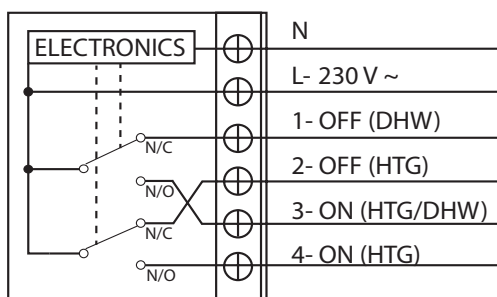 ELECTRONICS
N
L- 230 V ~
1- OFF (DHW)
N/C
2- OFF (HTG)
N/O
3- ON (HTG/DHW)
N/C
4- ON (HTG)
N/O